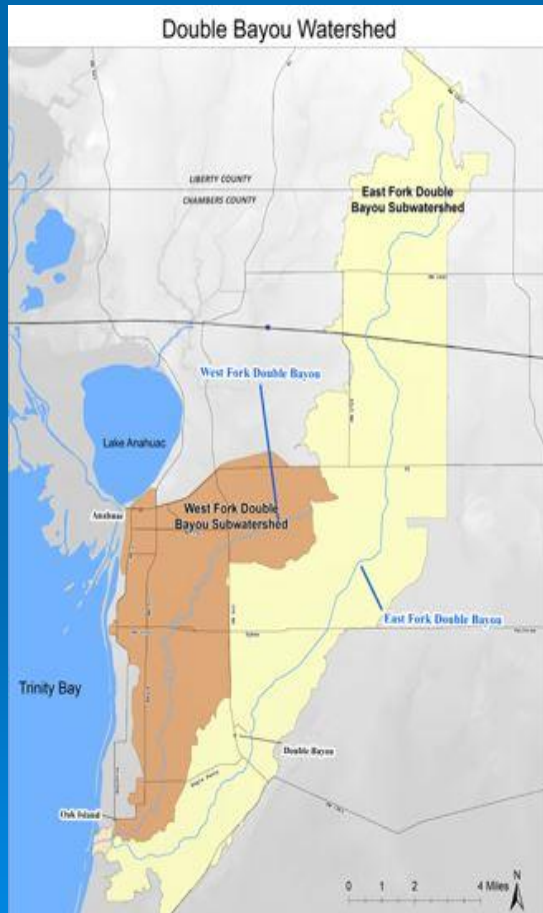 Double Bayou Watershed
LIBERTY COUNTY
CHAMBERS COUNTY
East Fork Double
Bayou Subwatershed
West Fork Double Bayou
Lake Anahuac
Anahuac
West Fork Double
Bayou Subwatershed
East Fork Double Bayou
Trinity Bay
Double Bayou
Eagle Ferry
Oak Island
N
0 1 2 4 Miles